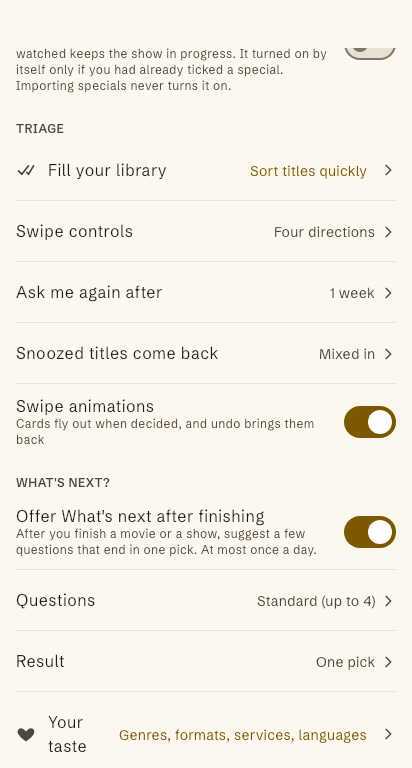 watched keeps the show in progress. It turned on by
itself only if you had already ticked a special.
Importing specials never turns it on.
TRIAGE
Fill your library Sort titles quickly
Swipe controls Four directions
Ask me again after 1 week
Snoozed titles come back Mixed in
Swipe animations
Cards fly out when decided, and undo brings them
back
WHAT'S NEXT?
Offer What's next after finishing
After you finish a movie or a show, suggest a few
questions that end in one pick. At most once a day.
Questions Standard (up to 4)
Result One pick
Your
taste Genres, formats, services, languages